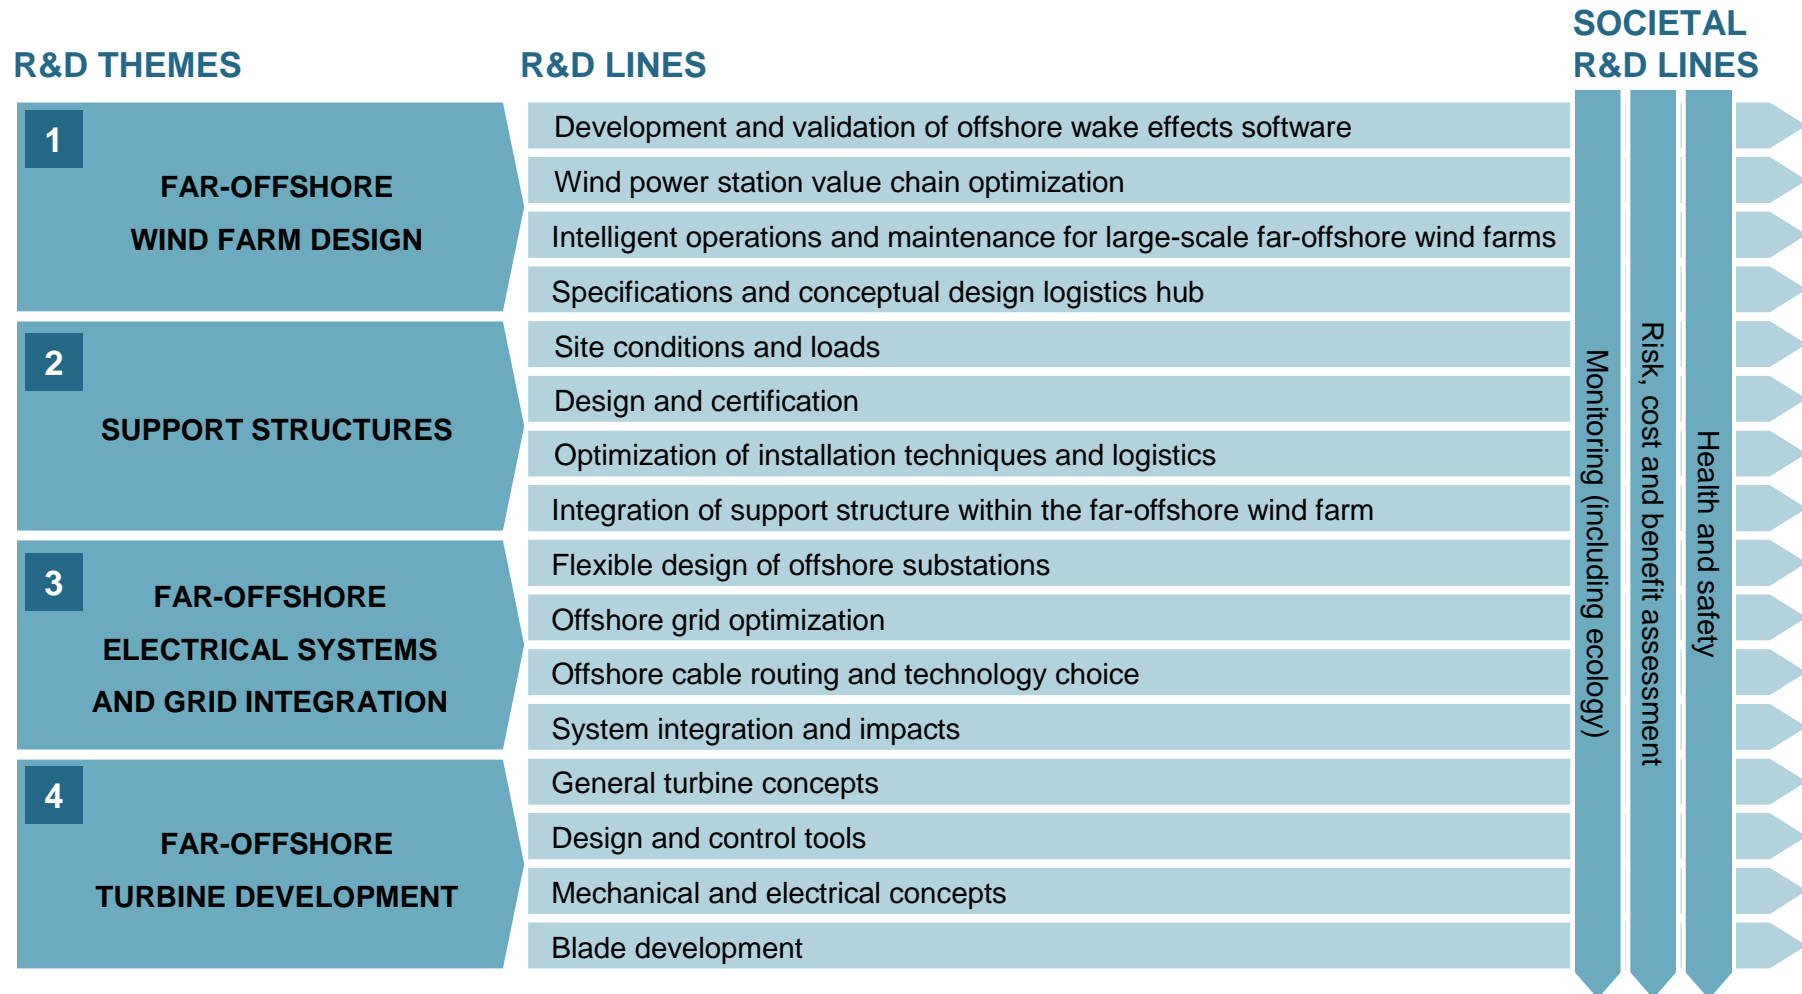 R&D THEMES
R&D LINES
SOCIETAL
R&D LINES
1
FAR-OFFSHORE
WIND FARM DESIGN
Development and validation of offshore wake effects software
Wind power station value chain optimization
Intelligent operations and maintenance for large-scale far-offshore wind farms
Specifications and conceptual design logistics hub
2
SUPPORT STRUCTURES
Site conditions and loads
Design and certification
Optimization of installation techniques and logistics
Integration of support structure within the far-offshore wind farm
3
FAR-OFFSHORE
ELECTRICAL SYSTEMS
AND GRID INTEGRATION
Flexible design of offshore substations
Offshore grid optimization
Offshore cable routing and technology choice
System integration and impacts
4
FAR-OFFSHORE
TURBINE DEVELOPMENT
General turbine concepts
Design and control tools
Mechanical and electrical concepts
Blade development
Monitoring (including ecology)
Risk, cost and benefit assessment
Health and safety